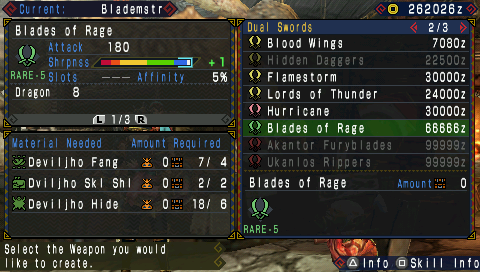 Current: Blademstr
262026z
Blades of Rage
Attack 180
Shrpnss +1
RARE-5 Slots --- Affinity 5%
Dragon 8
L 1/3 R
Material Needed Amount Required
Deviljho Fang 0 7/ 4
Dviljho Skl Shl 0 2/ 2
Deviljho Hide 0 18/ 6
Select the Weapon you would
like to create.
Dual Swords 2/3
Blood Wings 7080z
Hidden Daggers 22500z
Flamestorm 30000z
Lords of Thunder 24000z
Hurricane 30000z
Blades of Rage 66666z
Akantor Furyblades 99999z
Ukanlos Rippers 99999z
Blades of Rage Amount 0
RARE-5
Info Skill Info